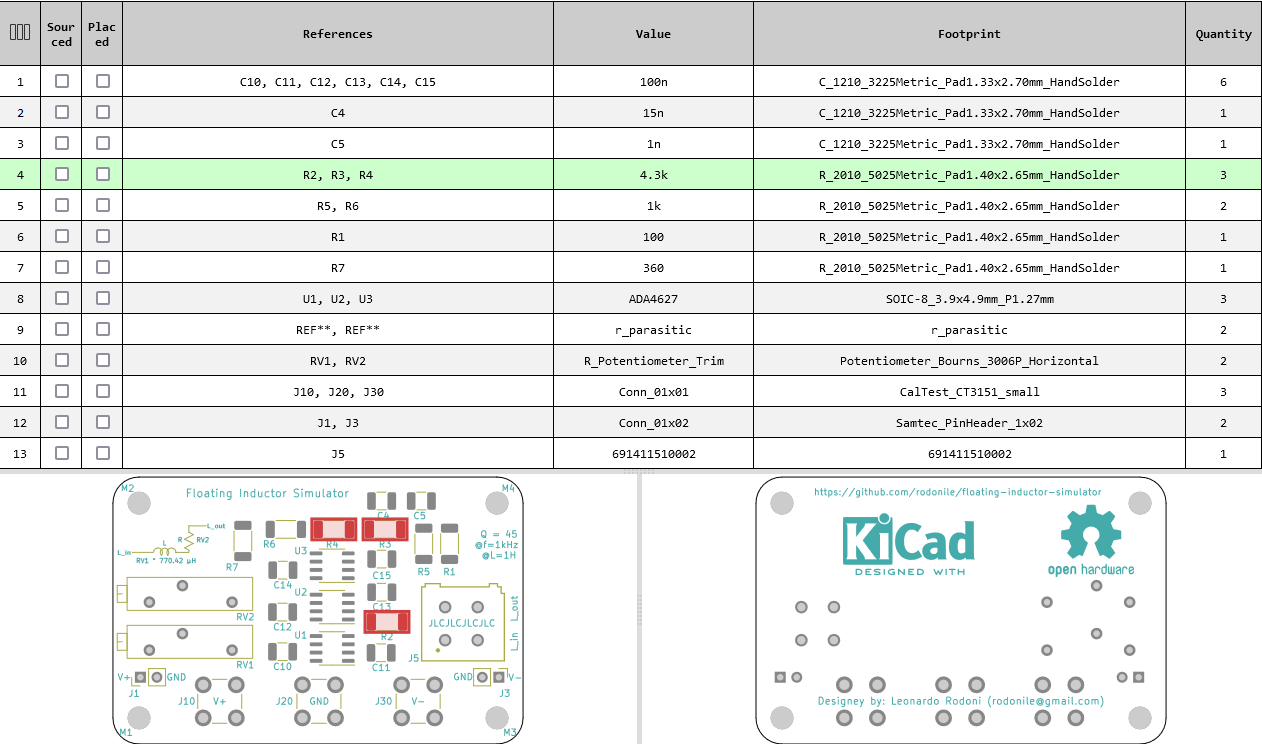 Sourced Placed References Value Footprint Quantity
1 C10, C11, C12, C13, C14, C15 100n C_1210_3225Metric_Pad1.33x2.70mm_HandSolder 6
2 C4 15n C_1210_3225Metric_Pad1.33x2.70mm_HandSolder 1
3 C5 1n C_1210_3225Metric_Pad1.33x2.70mm_HandSolder 1
4 R2, R3, R4 4.3k R_2010_5025Metric_Pad1.40x2.65mm_HandSolder 3
5 R5, R6 1k R_2010_5025Metric_Pad1.40x2.65mm_HandSolder 2
6 R1 100 R_2010_5025Metric_Pad1.40x2.65mm_HandSolder 1
7 R7 360 R_2010_5025Metric_Pad1.40x2.65mm_HandSolder 1
8 U1, U2, U3 ADA4627 SOIC-8_3.9x4.9mm_P1.27mm 3
9 REF**, REF** r_parasitic r_parasitic 2
10 RV1, RV2 R_Potentiometer_Trim Potentiometer_Bourns_3006P_Horizontal 2
11 J10, J20, J30 Conn_01x01 CalTest_CT3151_small 3
12 J1, J3 Conn_01x02 Samtec_PinHeader_1x02 2
13 J5 691411510002 691411510002 1
M2
Floating Inductor Simulator
M4
C4 C5
L_out
L R RV2
L_in
RV1 * 770.42 µH
R7
R6
R4
R3
U3
Q = 45
@f=1kHz
@L=1H
C15
R5 R1
C14
U2
C13
RV2
C12
U1
R2
JLCJLCJLCJLC
L_out
L_in
RV1
C10
C11
J5
V+ GND
J1
GND V-
J3
J10 V+
J20 GND
J30 V-
M1
M3
https://github.com/rodonile/floating-inductor-simulator
KiCad
DESIGNED WITH
open hardware
Designey by: Leonardo Rodoni (rodonile@gmail.com)